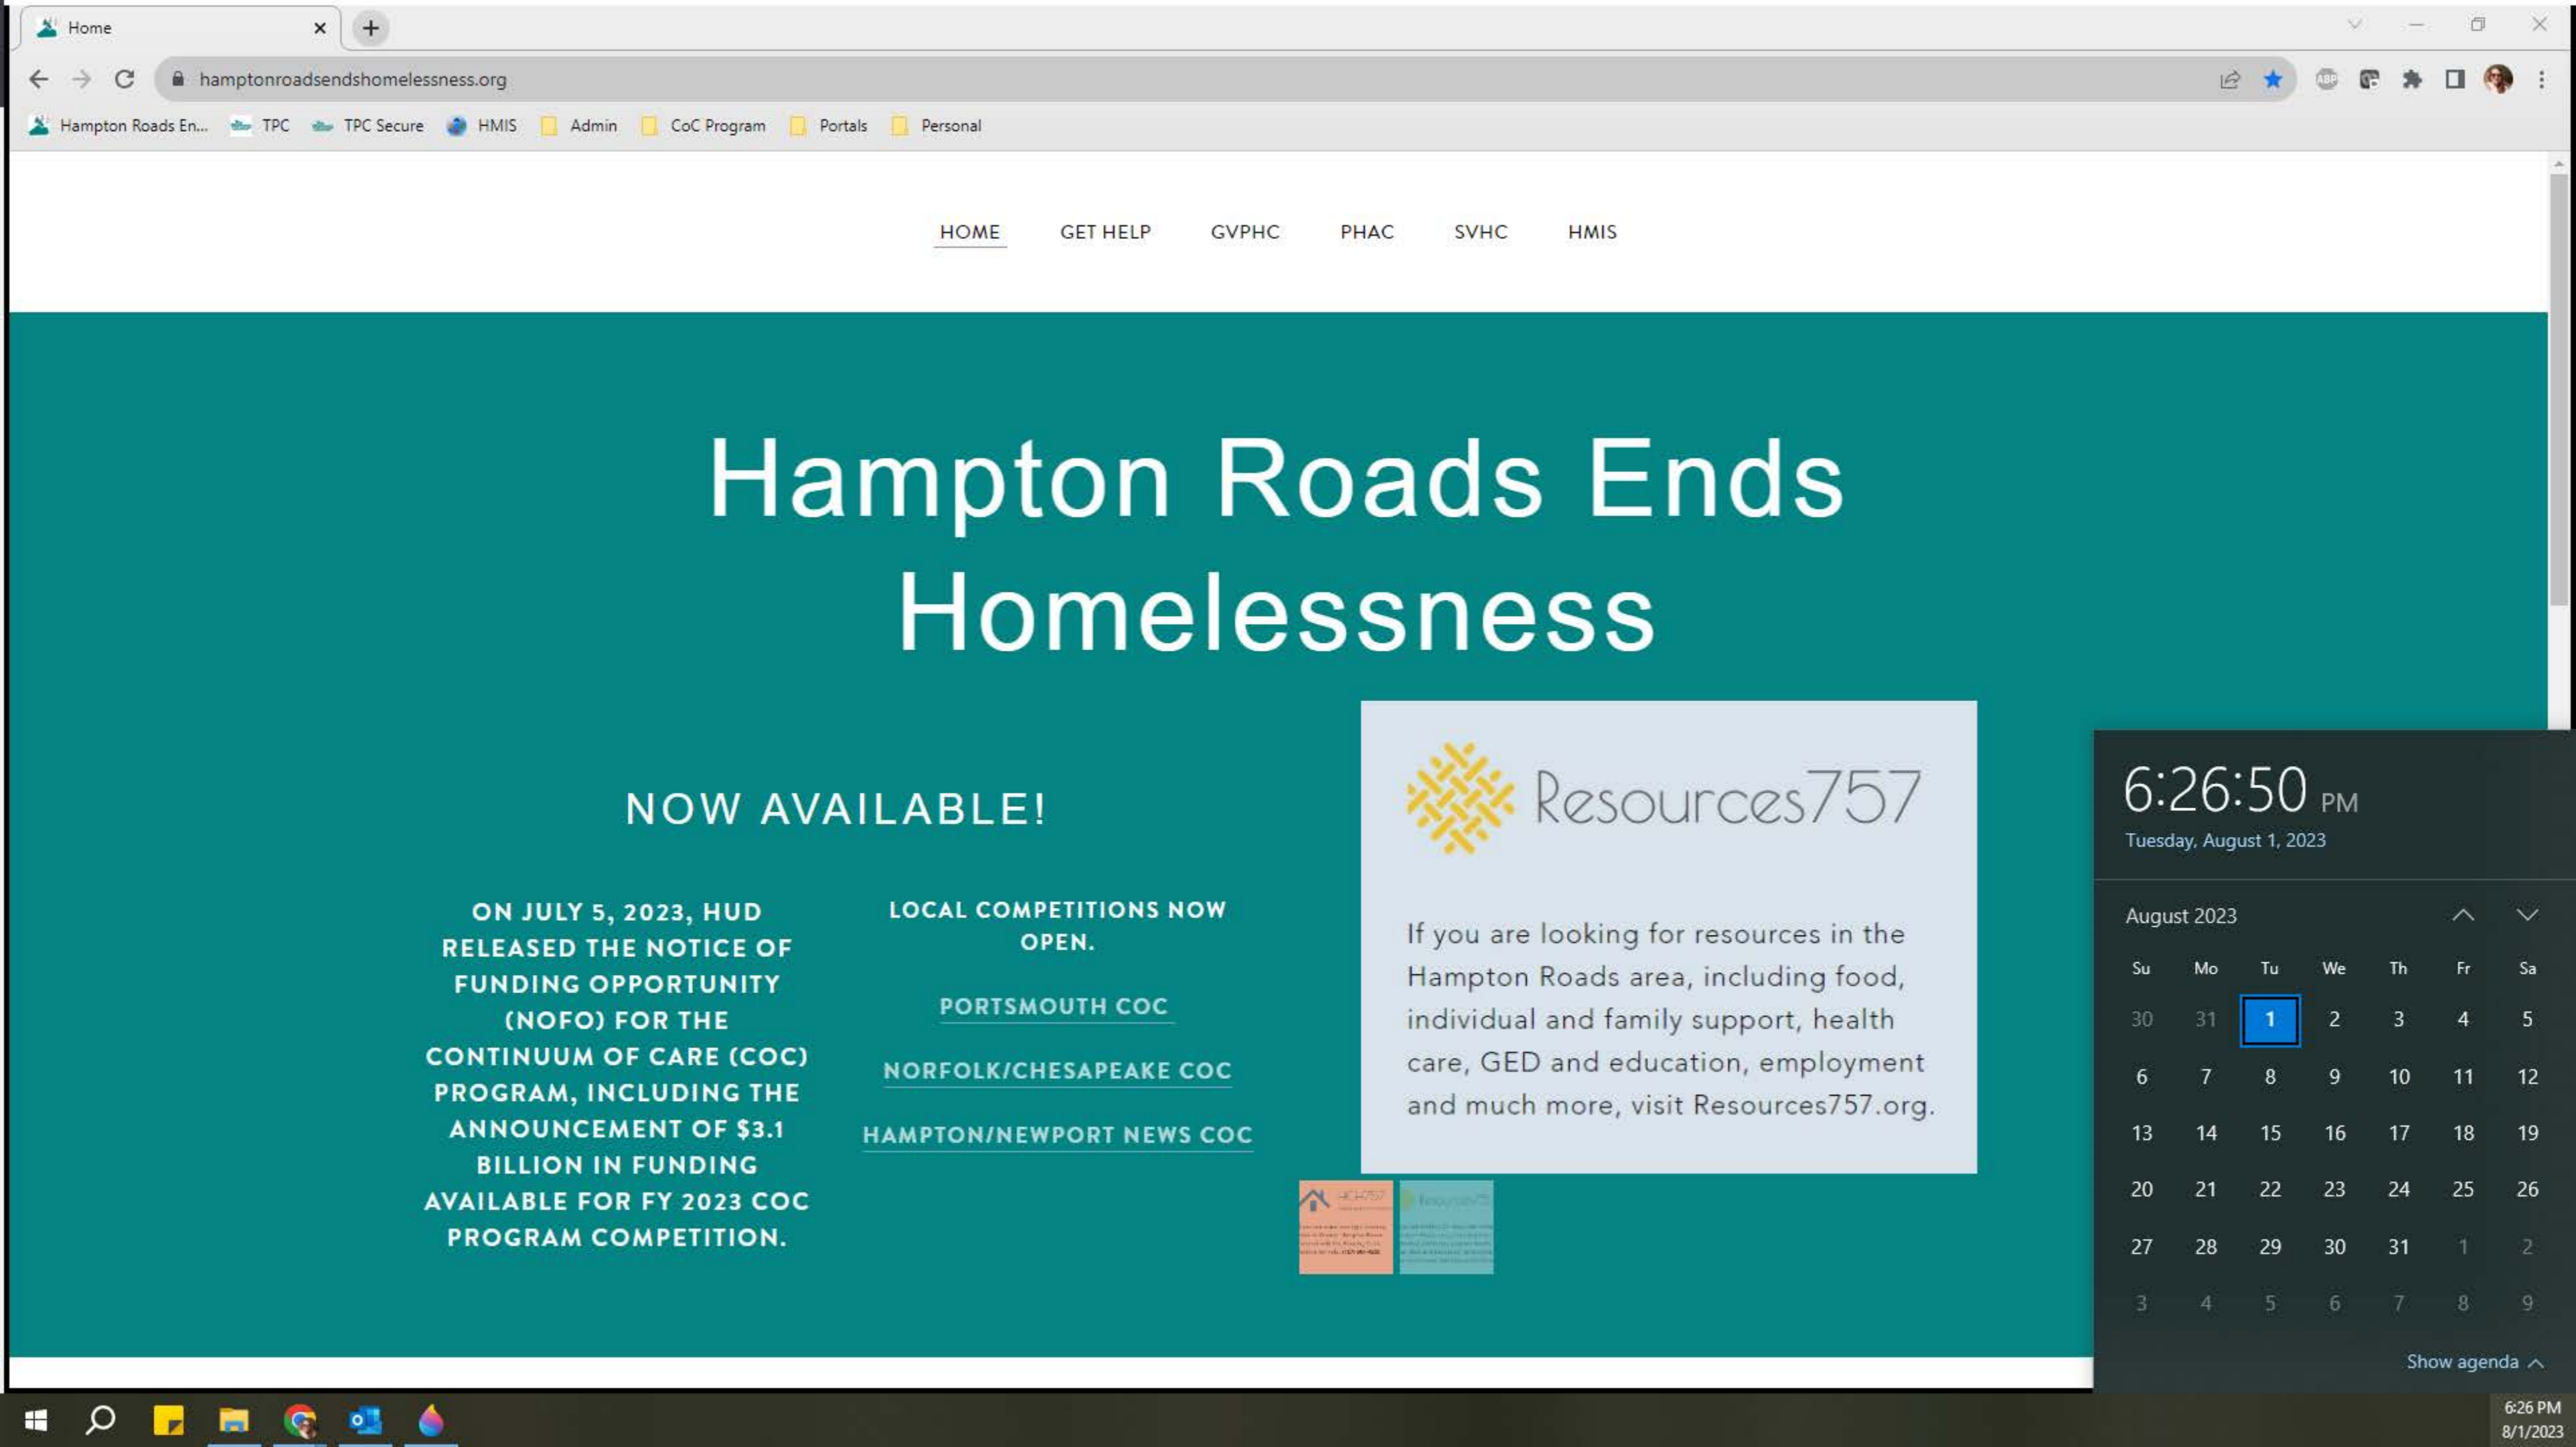 Home
hamptonroadsendshomelessness.org
Hampton Roads En... TPC TPC Secure HMIS Admin CoC Program Portals Personal
HOME GET HELP GVPHC PHAC SVHC HMIS
Hampton Roads Ends
Homelessness
NOW AVAILABLE!
ON JULY 5, 2023, HUD
RELEASED THE NOTICE OF
FUNDING OPPORTUNITY
(NOFO) FOR THE
CONTINUUM OF CARE (COC)
PROGRAM, INCLUDING THE
ANNOUNCEMENT OF $3.1
BILLION IN FUNDING
AVAILABLE FOR FY 2023 COC
PROGRAM COMPETITION.
LOCAL COMPETITIONS NOW
OPEN.
PORTSMOUTH COC
NORFOLK/CHESAPEAKE COC
HAMPTON/NEWPORT NEWS COC
Resources757
If you are looking for resources in the
Hampton Roads area, including food,
individual and family support, health
care, GED and education, employment
and much more, visit Resources757.org.
6:26:50 PM
Tuesday, August 1, 2023
August 2023
Su Mo Tu We Th Fr Sa
30 31 1 2 3 4 5
6 7 8 9 10 11 12
13 14 15 16 17 18 19
20 21 22 23 24 25 26
27 28 29 30 31 1 2
3 4 5 6 7 8 9
Show agenda
6:26 PM
8/1/2023
ABP